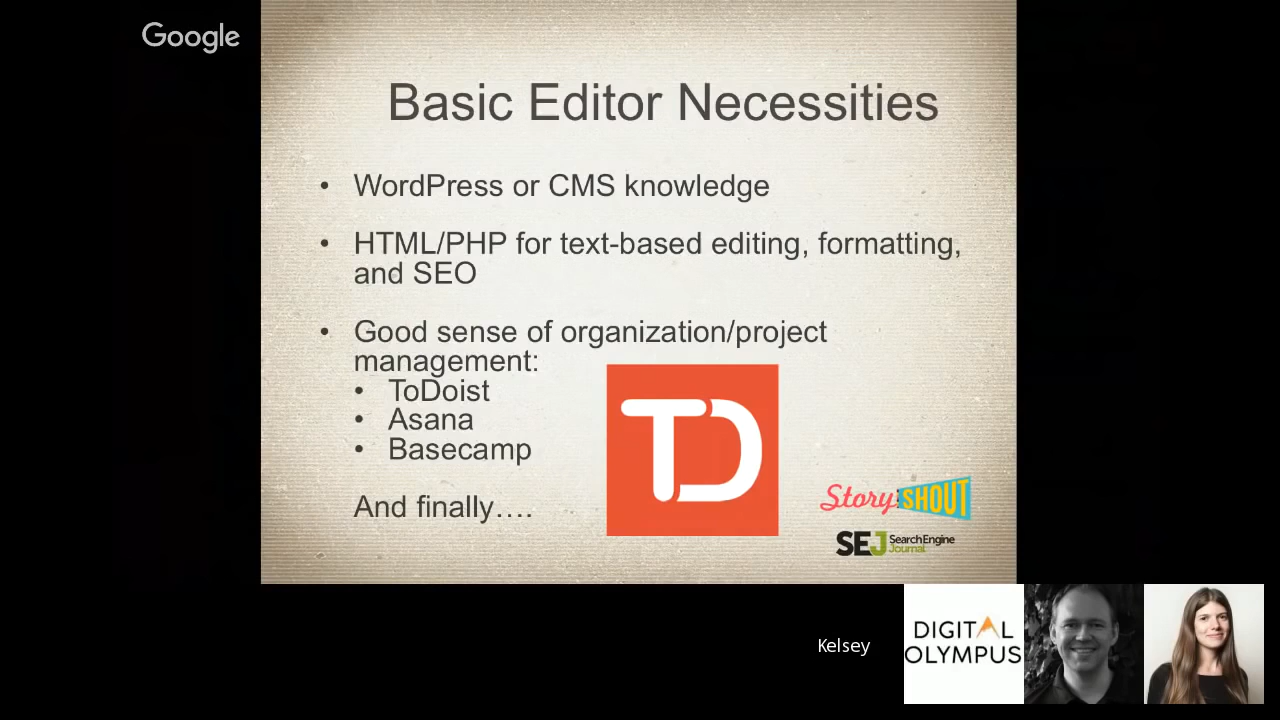 Google
Basic Editor Necessities
• WordPress or CMS knowledge
• HTML/PHP for text-based editing, formatting,
and SEO
• Good sense of organization/project
management:
• ToDoist
• Asana
• Basecamp
And finally….
TD
Story SHOUT
SEJ Search Engine
Journal
Kelsey
DIGITAL
OLYMPUS